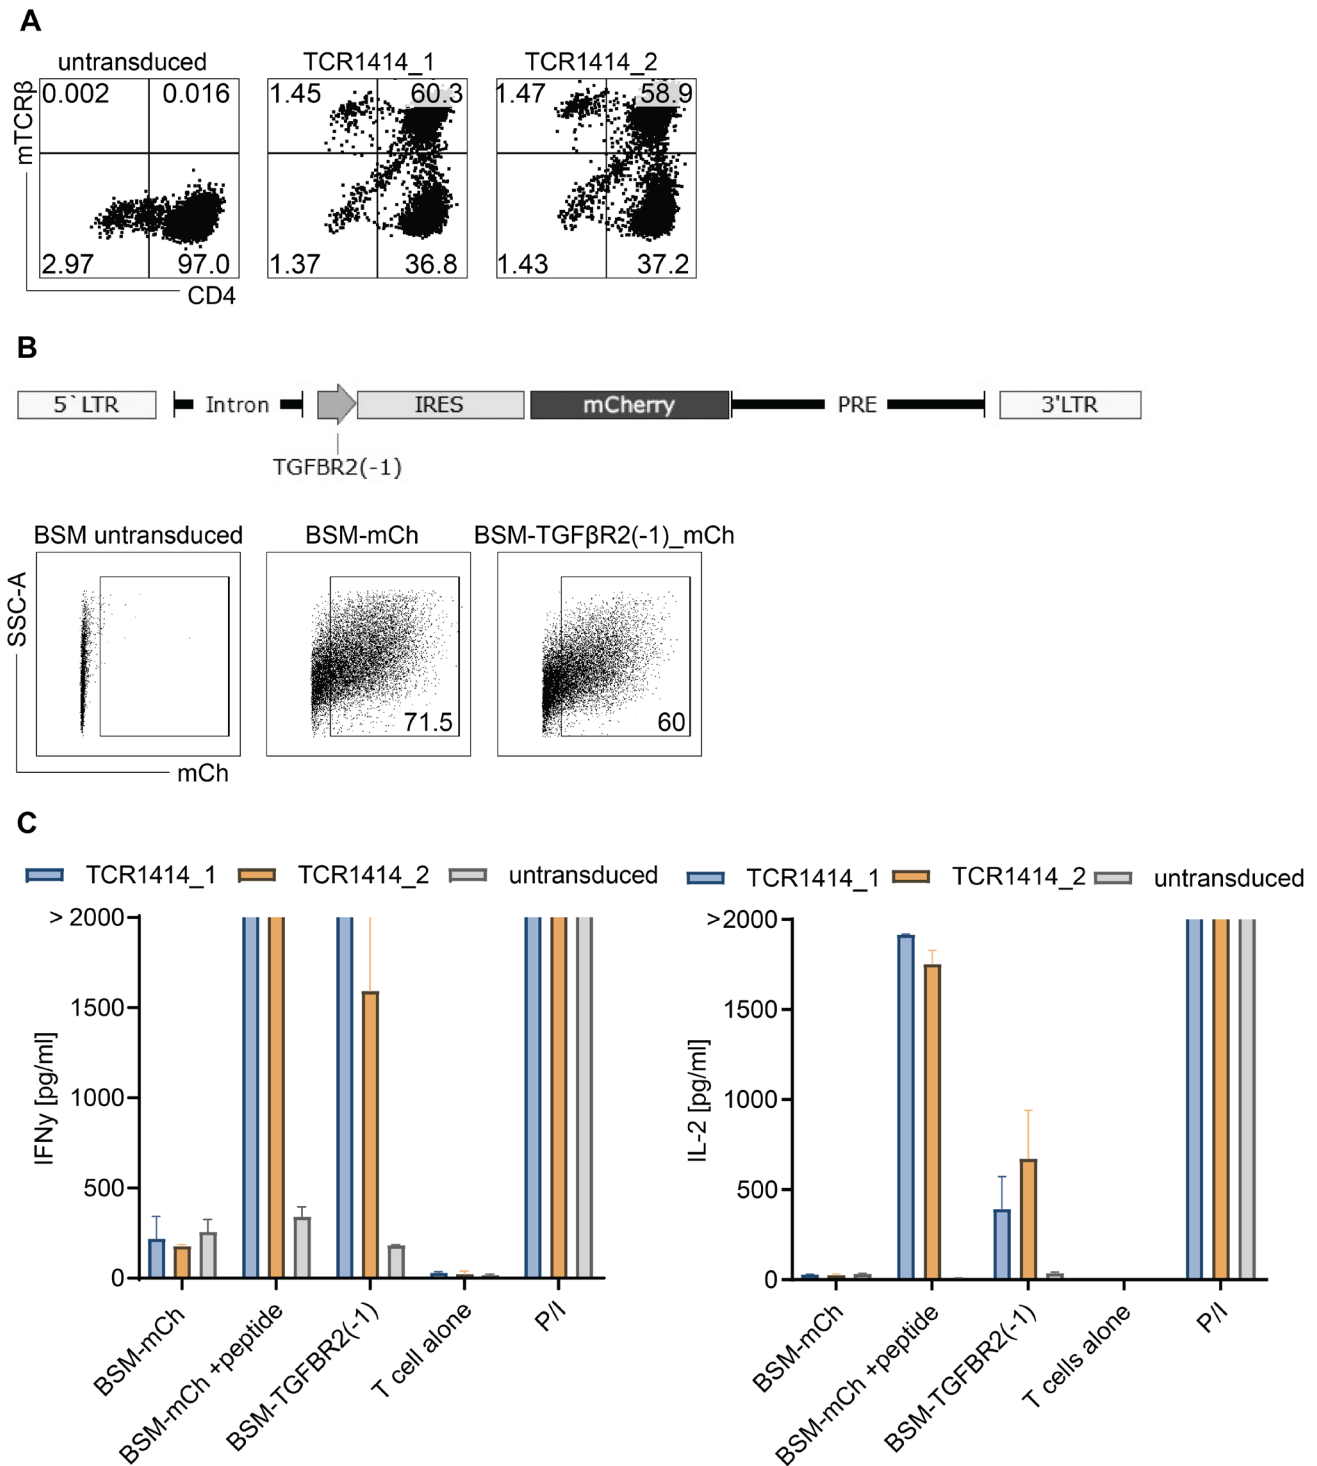 A
untransduced TCR1414_1 TCR1414_2
mTCRβ
0.002 0.016 1.45 60.3 1.47 58.9
2.97 97.0 1.37 36.8 1.43 37.2
CD4
B
5`LTR Intron IRES mCherry PRE 3'LTR
TGFBR2(-1)
BSM untransduced BSM-mCh BSM-TGFβR2(-1)_mCh
SSC-A
71.5 60
mCh
C
TCR1414_1 TCR1414_2 untransduced
IFNy [pg/ml]
> 2000
1500
1000
500
0
BSM-mCh
BSM-mCh +peptide
BSM-TGFBR2(-1)
T cell alone
P/I
TCR1414_1 TCR1414_2 untransduced
IL-2 [pg/ml]
>2000
1500
1000
500
0
BSM-mCh
BSM-mCh +peptide
BSM-TGFBR2(-1)
T cells alone
P/I